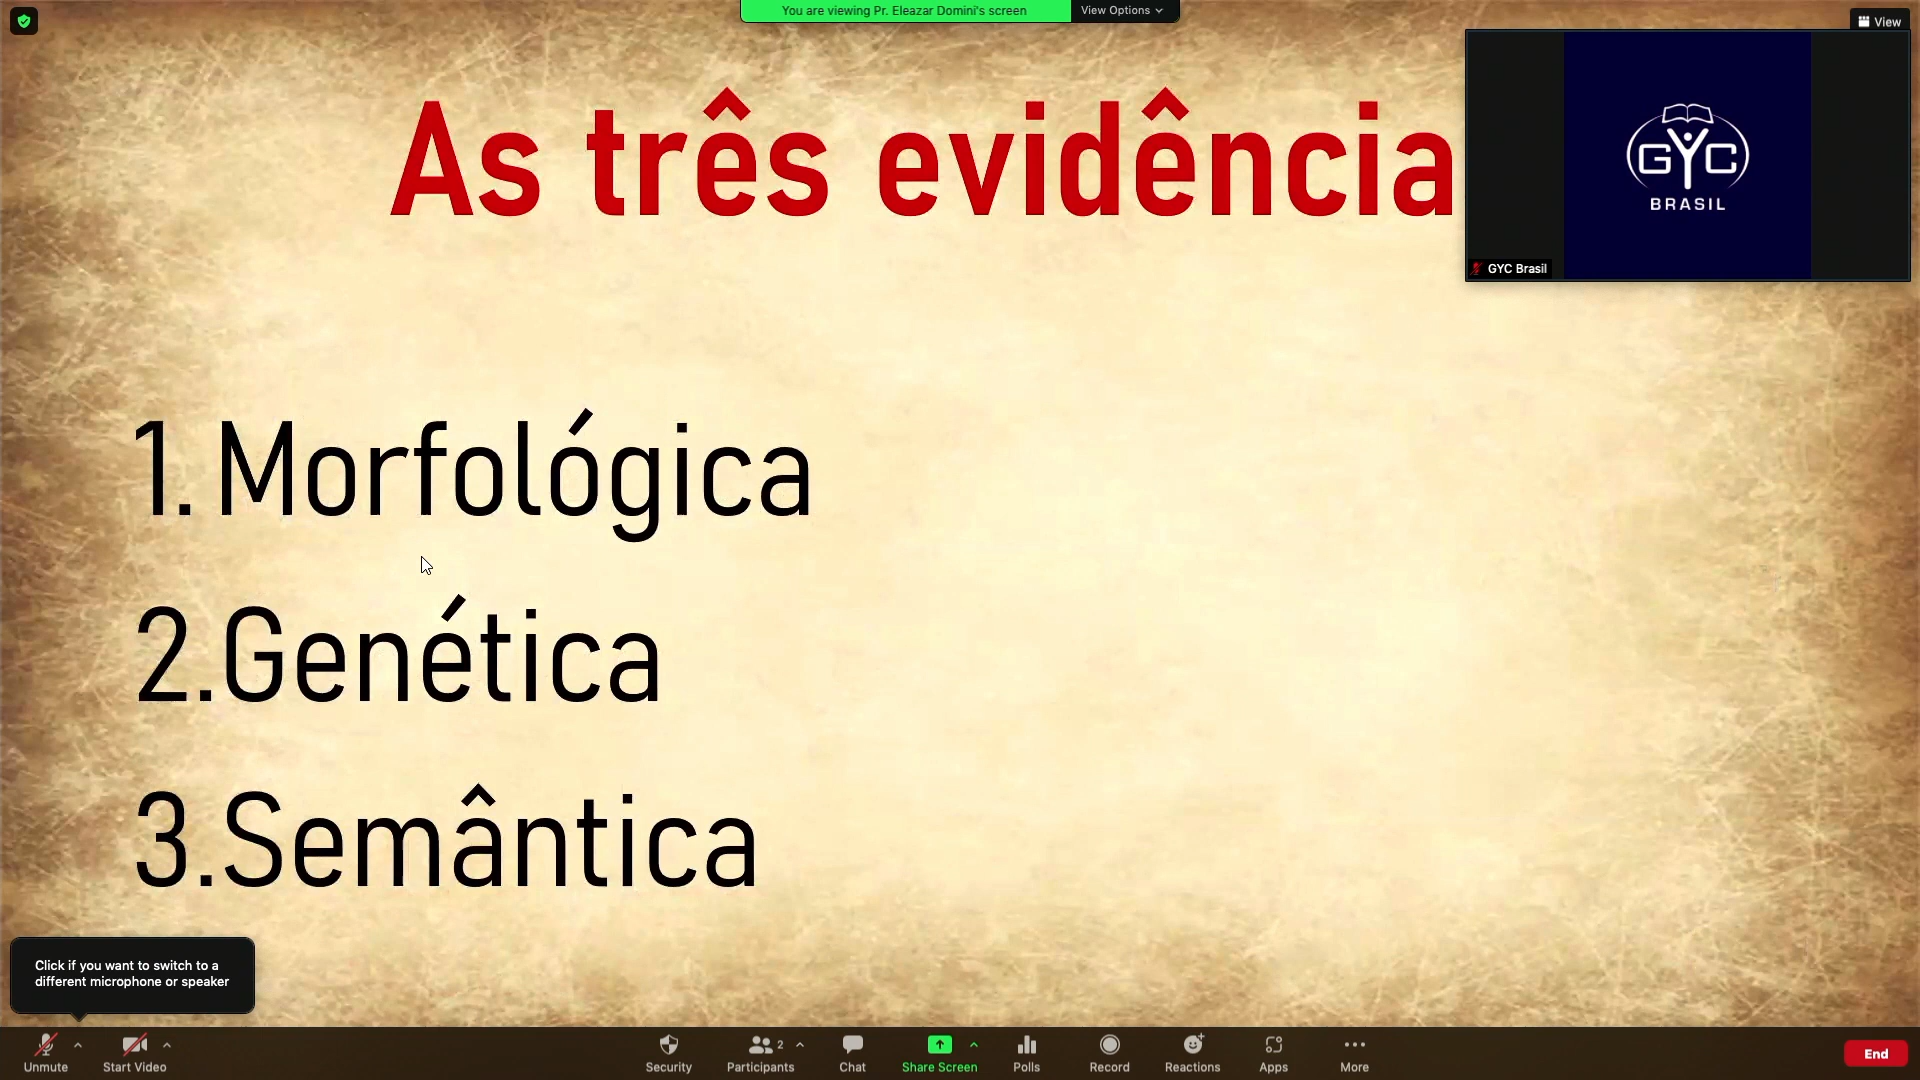 You are viewing Pr. Eleazar Domini's screen
View Options
View
As três evidência
GYC
BRASIL
GYC Brasil
1. Morfológica
2. Genética
3. Semântica
Click if you want to switch to a
different microphone or speaker
Unmute
Start Video
Security
2
Participants
Chat
Share Screen
Polls
Record
Reactions
Apps
More
End